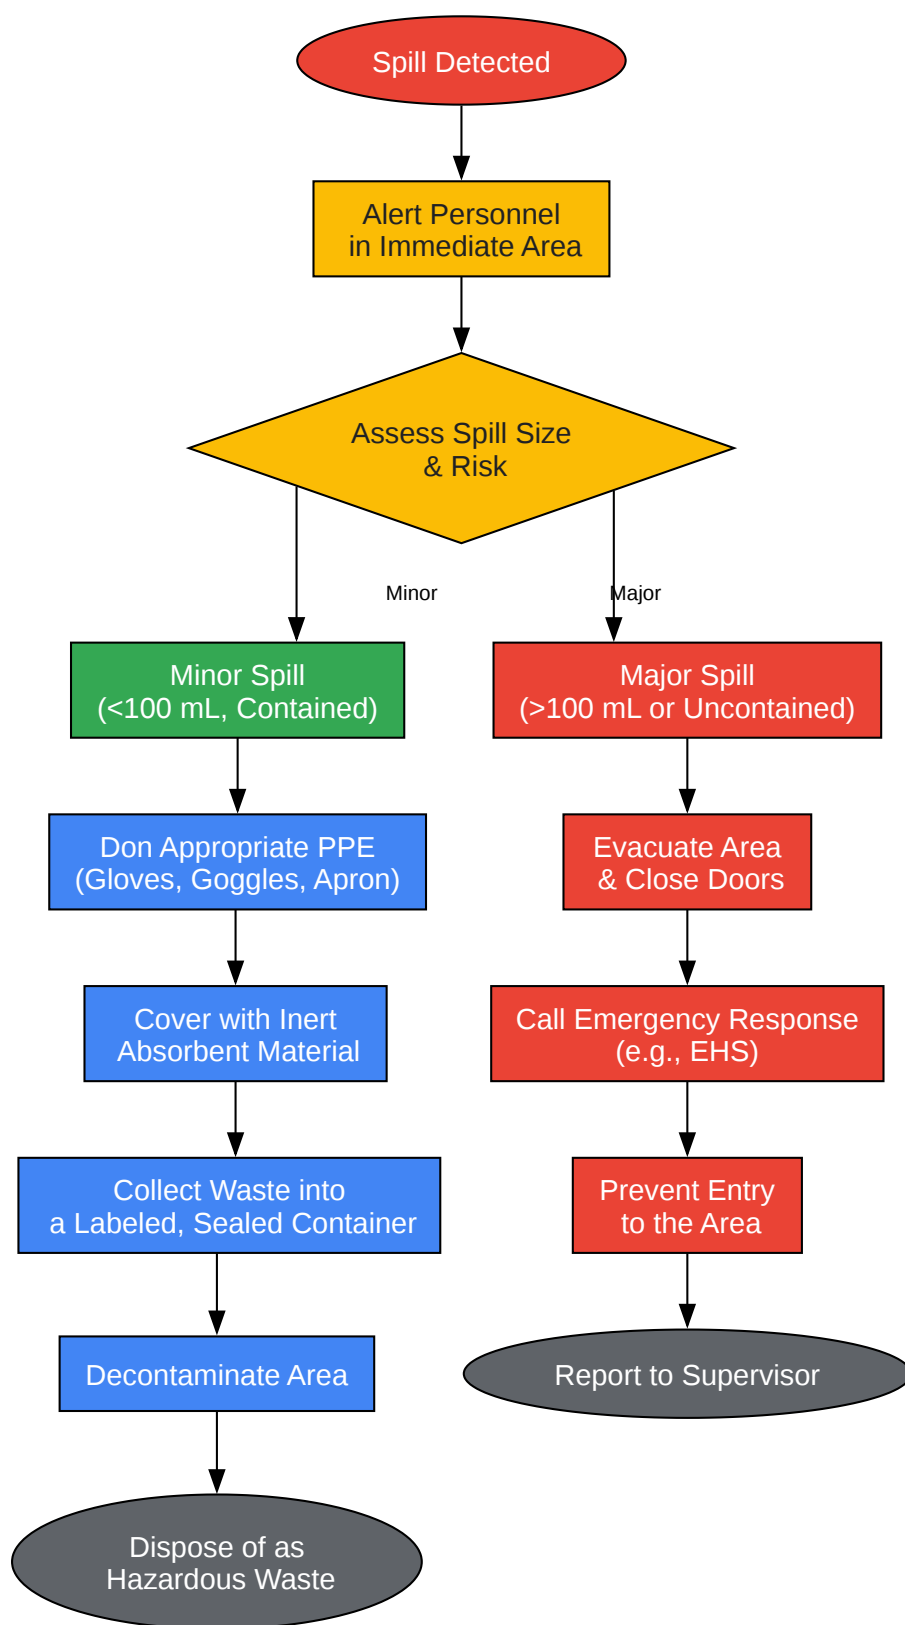 Spill Detected
Alert Personnel
in Immediate Area
Assess Spill Size
& Risk
Minor
Major
Minor Spill
(<100 mL, Contained)
Major Spill
(>100 mL or Uncontained)
Don Appropriate PPE
(Gloves, Goggles, Apron)
Evacuate Area
& Close Doors
Cover with Inert
Absorbent Material
Call Emergency Response
(e.g., EHS)
Collect Waste into
a Labeled, Sealed Container
Prevent Entry
to the Area
Decontaminate Area
Report to Supervisor
Dispose of as
Hazardous Waste